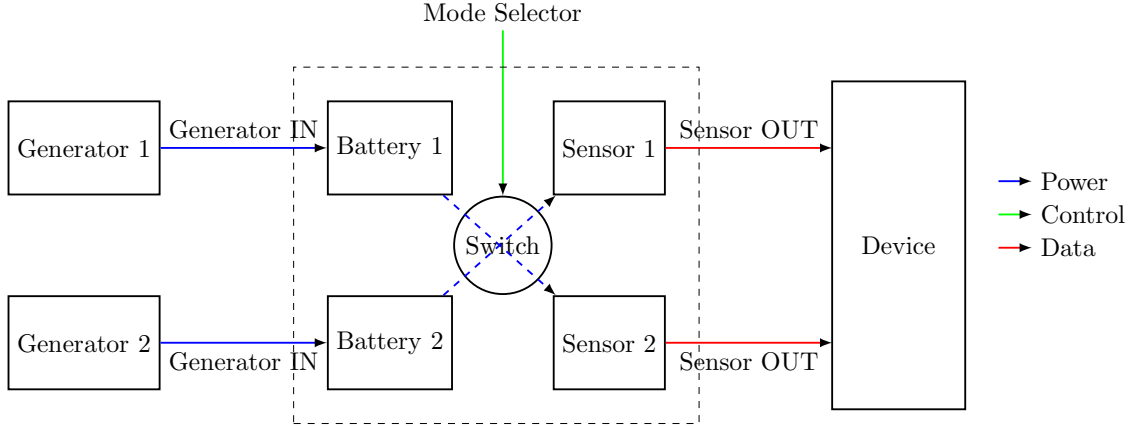 Mode Selector
Generator 1
Generator IN
Battery 1
Sensor 1
Sensor OUT
Power
Control
Data
Switch
Device
Generator 2
Generator IN
Battery 2
Sensor 2
Sensor OUT